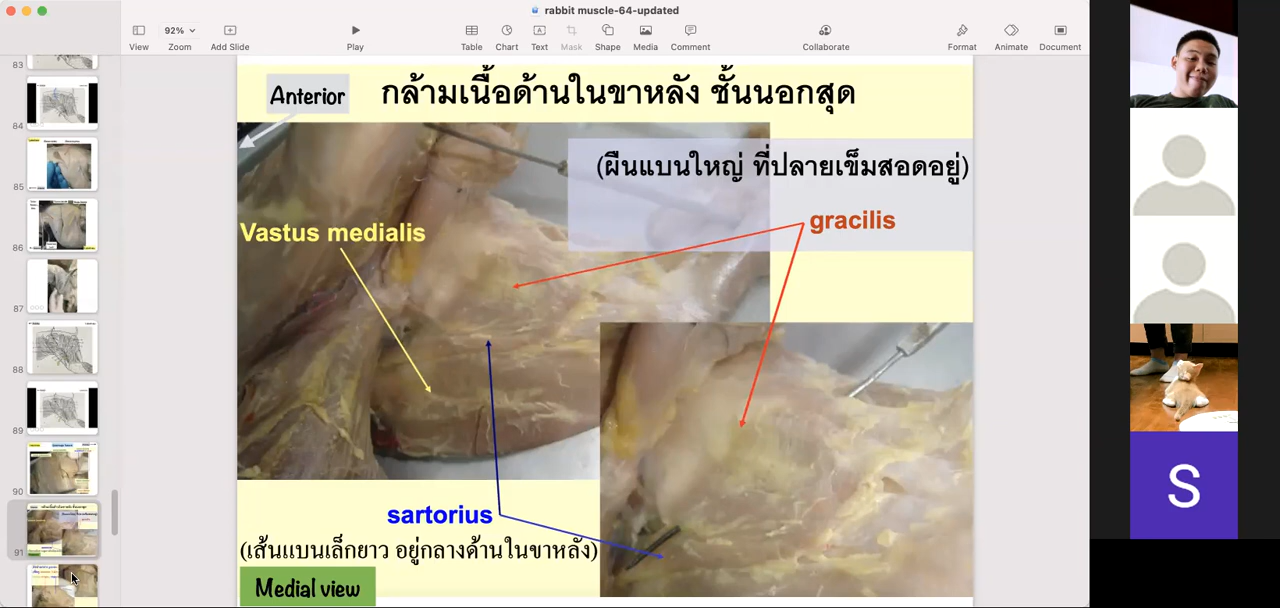 rabbit muscle-64-updated
92%
View Zoom Add Slide Play Table Chart Text Mask Shape Media Comment Collaborate Format Animate Document
83
84
85
86
87
88
89
90
91
Anterior
กล้ามเนื้อด้านในขาหลัง ชั้นนอกสุด
(ผืนแบนใหญ่ ที่ปลายเข็มสอดอยู่)
gracilis
Vastus medialis
sartorius
(เส้นแบนเล็กยาว อยู่กลางด้านในขาหลัง)
Medial view
S